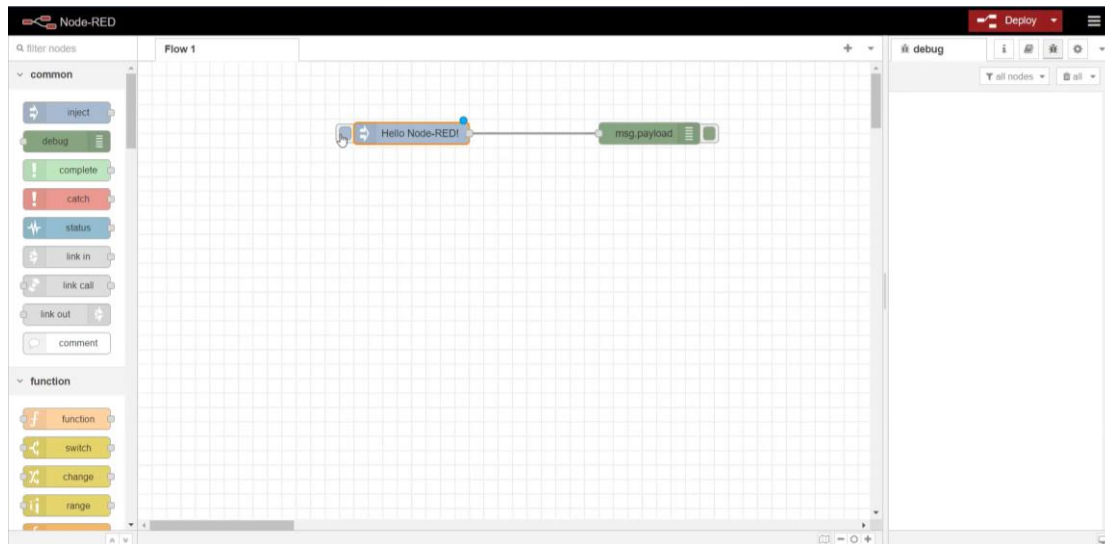 Node-RED
Deploy
filter nodes
Flow 1
debug
i
all nodes
all
common
inject
debug
complete
catch
status
link in
link call
link out
comment
function
function
switch
change
range
Hello Node-RED!
msg.payload